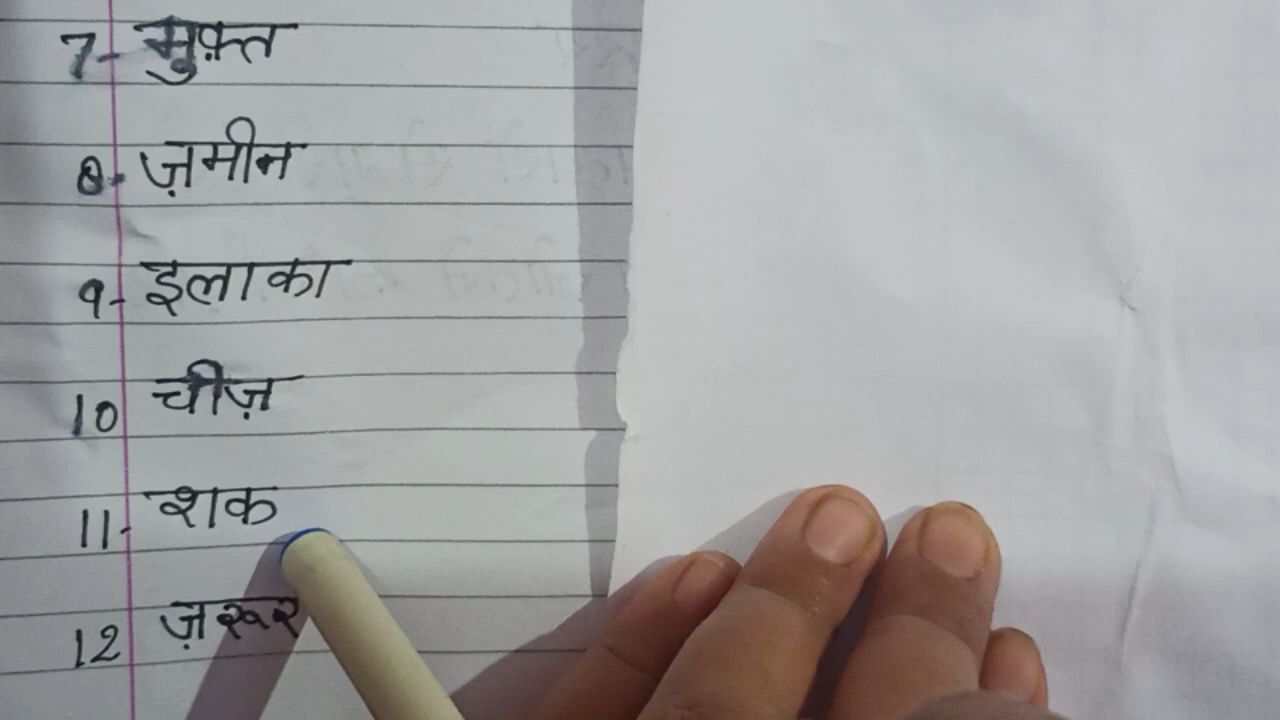 7- मुफ़्त
8- ज़मीन
9- इलाका
10 चीज़
11- शक
12 ज़रूर